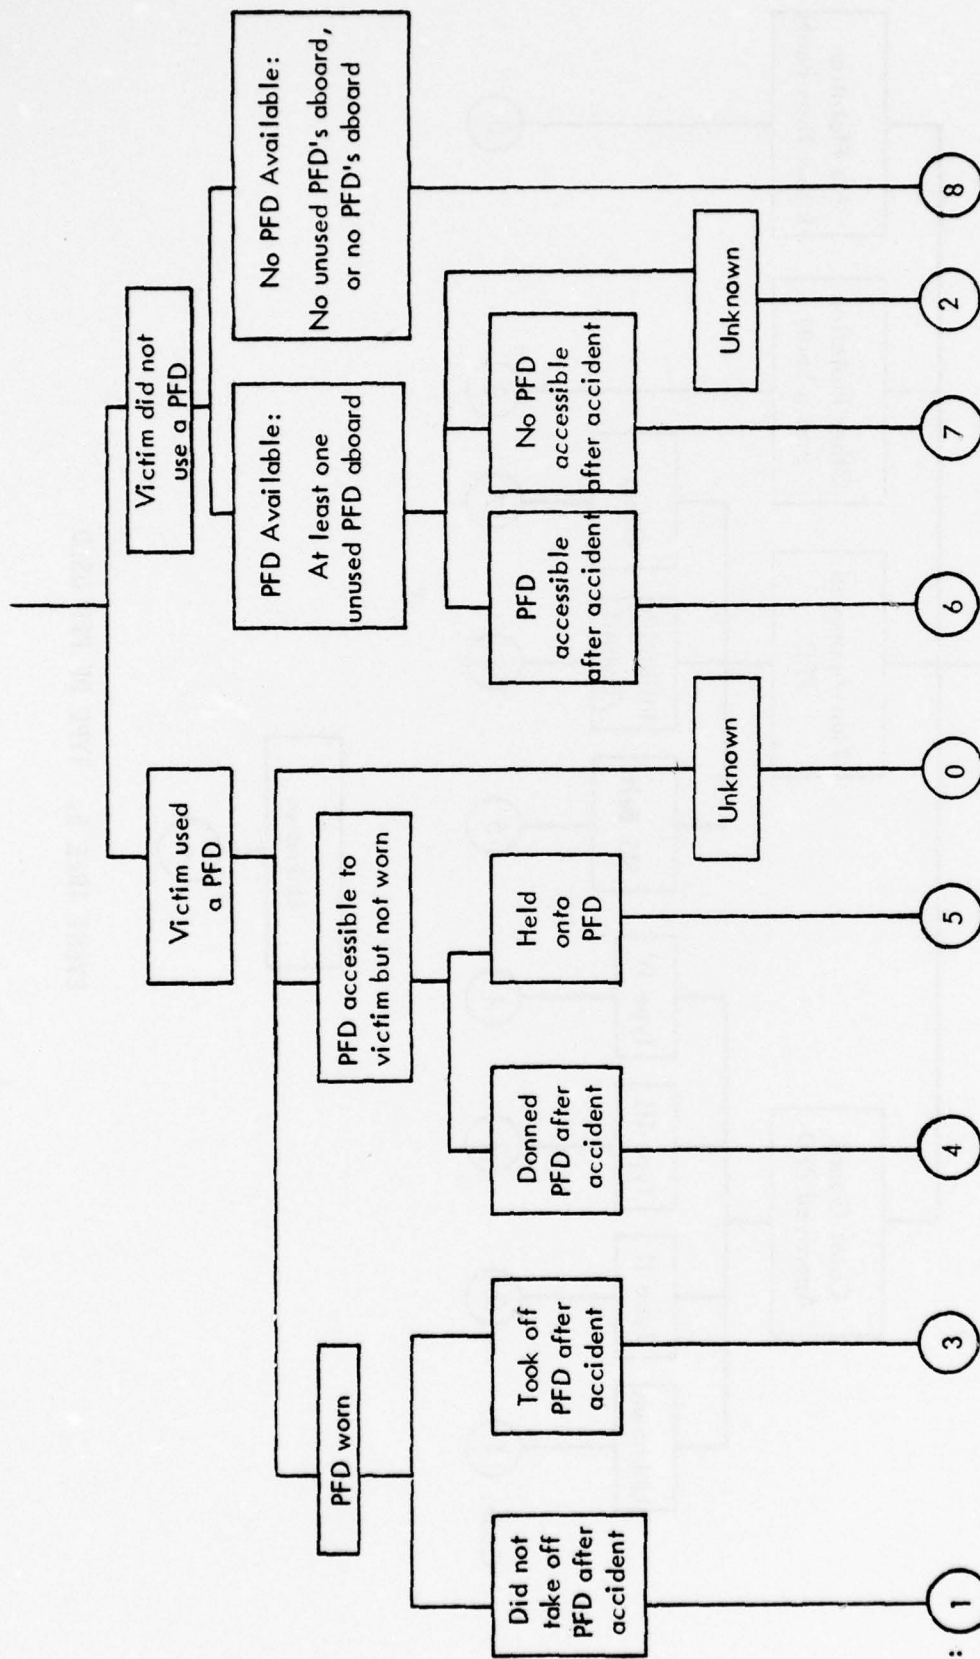 Victim used
a PFD
Victim did not
use a PFD
PFD worn
PFD accessible to
victim but not worn
PFD Available:
At least one
unused PFD aboard
No PFD Available:
No unused PFD's aboard,
or no PFD's aboard
Did not
take off
PFD after
accident
Took off
PFD after
accident
Donned
PFD after
accident
Held
onto
PFD
Unknown
PFD
accessible
after accident
No PFD
accessible
after accident
Unknown
:
1
3
4
5
0
6
7
2
8